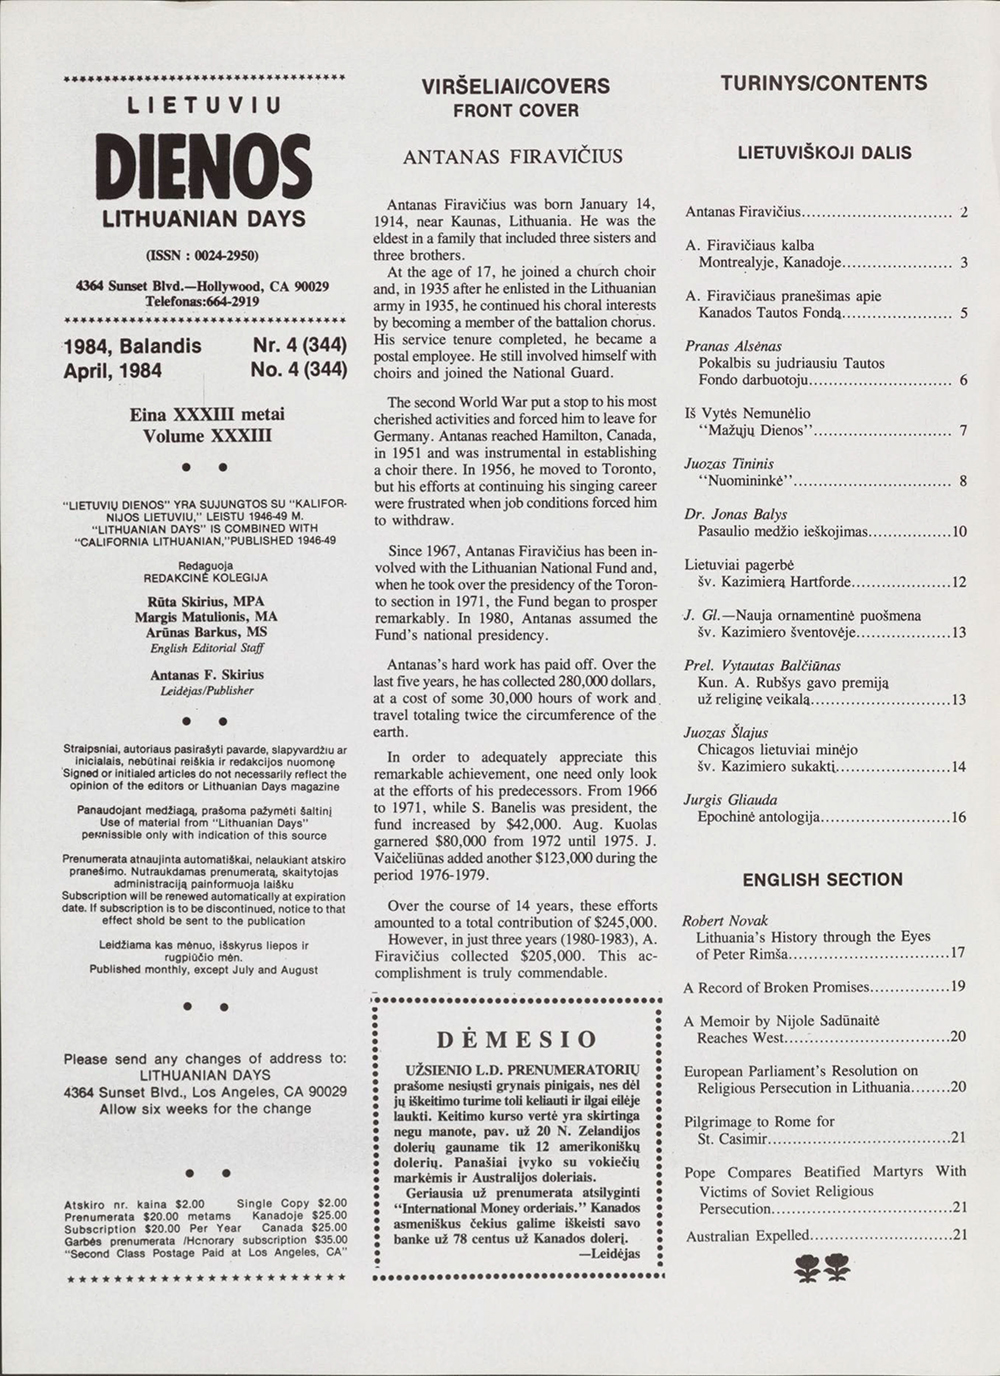 LIETUVIU
DIENOS
LITHUANIAN DAYS
(ISSN : 0024-2950)
4364 Sunset Blvd.—Hollywood, CA 90029
Telefonas:664-2919
1984, Balandis Nr. 4 (344)
April, 1984 No. 4 (344)
Eina XXXIII metai
Volume XXXIII
"LIETUVIŲ DIENOS" YRA SUJUNGTOS SU "KALIFOR-
NIJOS LIETUVIU," LEISTU 1946-49 M.
"LITHUANIAN DAYS" IS COMBINED WITH
"CALIFORNIA LITHUANIAN,"PUBLISHED 1946-49
Redaguoja
REDAKCINĖ KOLEGIJA
Rūta Skirius, MPA
Margis Matulionis, MA
Arūnas Barkus, MS
English Editorial Staff
Antanas F. Skirius
Leidėjas/Publisher
Straipsniai, autoriaus pasirašyti pavarde, slapyvardžiu ar
inicialais, nebūtinai reiškia ir redakcijos nuomonę
Signed or initialed articles do not necessarily reflect the
opinion of the editors or Lithuanian Days magazine
Panaudojant medžiagą, prašoma pažymėti šaltinį
Use of material from "Lithuanian Days"
permissible only with indication of this source
Prenumerata atnaujinta automatiškai, nelaukiant atskiro
pranešimo. Nutraukdamas prenumeratą, skaitytojas
administraciją painformuoja laišku
Subscription will be renewed automatically at expiration
date. If subscription is to be discontinued, notice to that
effect shold be sent to the publication
Leidžiama kas mėnuo, išskyrus liepos ir
rugpiūčio mėn.
Published monthly, except July and August
Please send any changes of address to:
LITHUANIAN DAYS
4364 Sunset Blvd., Los Angeles, CA 90029
Allow six weeks for the change
Atskiro nr. kaina $2.00 Single Copy $2.00
Prenumerata $20.00 metams Kanadoje $25.00
Subscription $20.00 Per Year Canada $25.00
Garbės prenumerata /Hcnorary subscription $35.00
"Second Class Postage Paid at Los Angeles, CA"
VIRŠELIAI/COVERS
FRONT COVER
ANTANAS FIRAVIČIUS
Antanas Firavičius was born January 14,
1914, near Kaunas, Lithuania. He was the
eldest in a family that included three sisters and
three brothers.
At the age of 17, he joined a church choir
and, in 1935 after he enlisted in the Lithuanian
army in 1935, he continued his choral interests
by becoming a member of the battalion chorus.
His service tenure completed, he became a
postal employee. He still involved himself with
choirs and joined the National Guard.
The second World War put a stop to his most
cherished activities and forced him to leave for
Germany. Antanas reached Hamilton, Canada,
in 1951 and was instrumental in establishing
a choir there. In 1956, he moved to Toronto,
but his efforts at continuing his singing career
were frustrated when job conditions forced him
to withdraw.
Since 1967, Antanas Firavičius has been in-
volved with the Lithuanian National Fund and,
when he took over the presidency of the Toron-
to section in 1971, the Fund began to prosper
remarkably. In 1980, Antanas assumed the
Fund's national presidency.
Antanas's hard work has paid off. Over the
last five years, he has collected 280,000 dollars,
at a cost of some 30,000 hours of work and
travel totaling twice the circumference of the
earth.
In order to adequately appreciate this
remarkable achievement, one need only look
at the efforts of his predecessors. From 1966
to 1971, while S. Banelis was president, the
fund increased by $42,000. Aug. Kuolas
garnered $80,000 from 1972 until 1975. J.
Vaičeliūnas added another $123,000 during the
period 1976-1979.
Over the course of 14 years, these efforts
amounted to a total contribution of $245,000.
However, in just three years (1980-1983), A.
Firavičius collected $205,000. This ac-
complishment is truly commendable.
DĖMESIO
UŽSIENIO L.D. PRENUMERATORIŲ
prašome nesiųsti grynais pinigais, nes dėl
jų iškeitimo turime toli keliauti ir ilgai eilėje
laukti. Keitimo kurso vertė yra skirtinga
negu manote, pav. už 20 N. Zelandijos
dolerių gauname tik 12 amerikoniškų
dolerių. Panašiai įvyko su vokiečių
markėmis ir Australijos doleriais.
Geriausia už prenumerata atsilyginti
"International Money orderiais." Kanados
asmeniškus čekius galime iškeisti savo
banke už 78 centus už Kanados dolerį.
—Leidėjas
TURINYS/CONTENTS
LIETUVIŠKOJI DALIS
Antanas Firavičius............................ 2
A. Firavičiaus kalba
Montrealyje, Kanadoje..................... 3
A. Firavičiaus pranešimas apie
Kanados Tautos Fondą..................... 5
Pranas Alsėnas
Pokalbis su judriausiu Tautos
Fondo darbuotoju........................... 6
Iš Vytės Nemunėlio
"Mažųjų Dienos".......................... 7
Juozas Tininis
"Nuomininkė".............................. 8
Dr. Jonas Balys
Pasaulio medžio ieškojimas................10
Lietuviai pagerbė
šv. Kazimierą Hartforde...................12
J. Gl.—Nauja ornamentinė puošmena
šv. Kazimiero šventovėje..................13
Prel. Vytautas Balčiūnas
Kun. A. Rubšys gavo premiją
už religinę veikalą..........................13
Juozas Šlajus
Chicagos lietuviai minėjo
šv. Kazimiero sukaktį......................14
Jurgis Gliauda
Epochinė antologija.........................16
ENGLISH SECTION
Robert Novak
Lithuania's History through the Eyes
of Peter Rimša...............................17
A Record of Broken Promises...............19
A Memoir by Nijole Sadūnaitė
Reaches West................................20
European Parliament's Resolution on
Religious Persecution in Lithuania........20
Pilgrimage to Rome for
St. Casimir...................................21
Pope Compares Beatified Martyrs With
Victims of Soviet Religious
Persecution..................................21
Australian Expelled...........................21